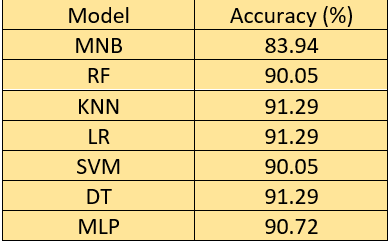 Model Accuracy (%)
MNB 83.94
RF 90.05
KNN 91.29
LR 91.29
SVM 90.05
DT 91.29
MLP 90.72